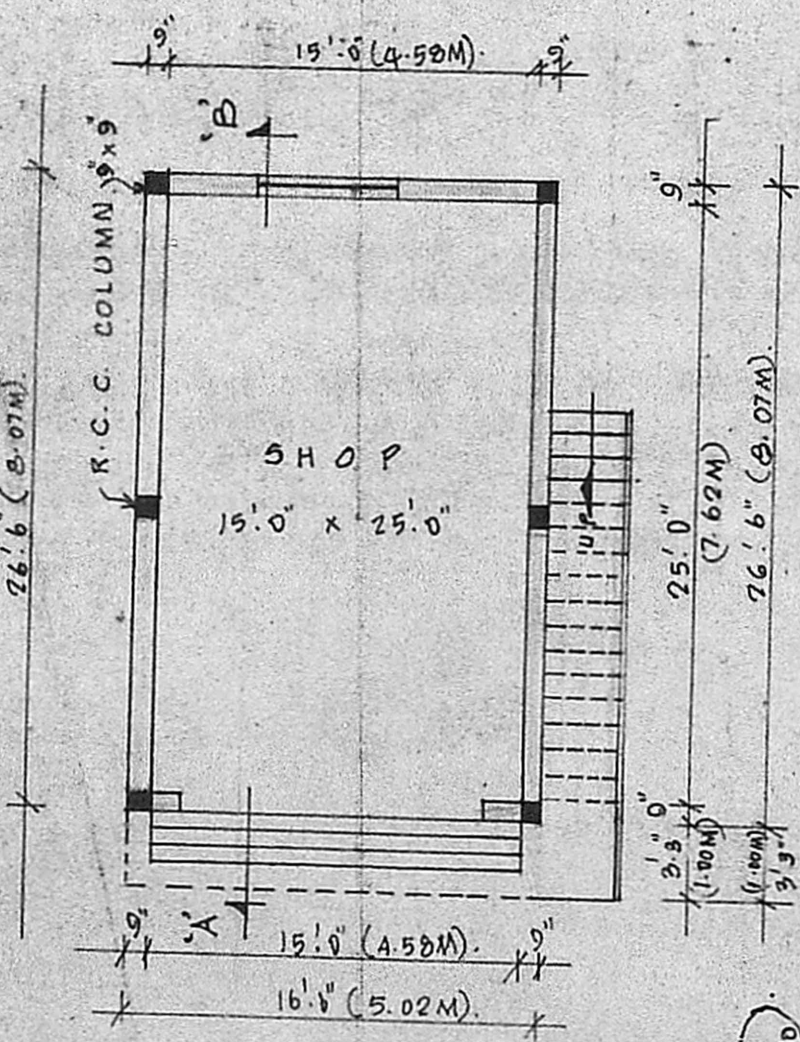 9" 15'-0" (4.58M). 9"
'B'
R.C.C. COLUMN 9" x 9"
SHOP
15'.0" x 25'.0"
"UP"
26'.6" (8.07M).
9"
25'.0"
(7.62M)
26'.6" (8.07M).
3'.3"
(1.00M)
(1.00M)
3'3"
'A'
9" 15'.0" (4.58M). 9"
16'.6" (5.02M).